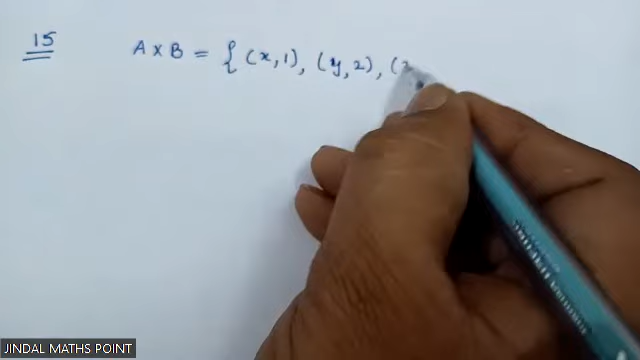 15
A × B = { (x, 1), (y, 2), (
JINDAL MATHS POINT